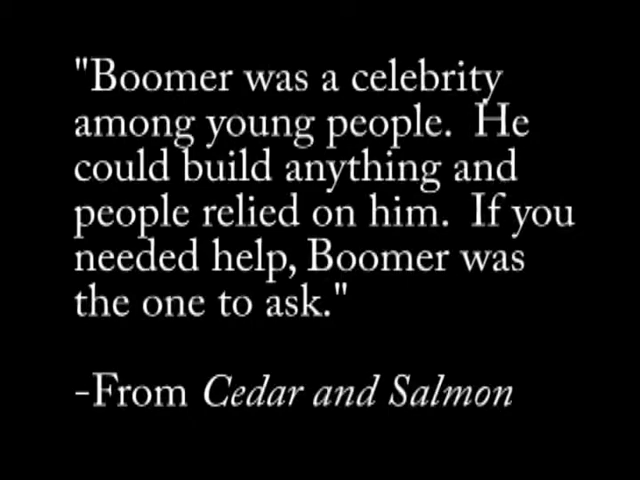 "Boomer was a celebrity
among young people.  He
could build anything and
people relied on him.  If you
needed help, Boomer was
the one to ask."
-From Cedar and Salmon